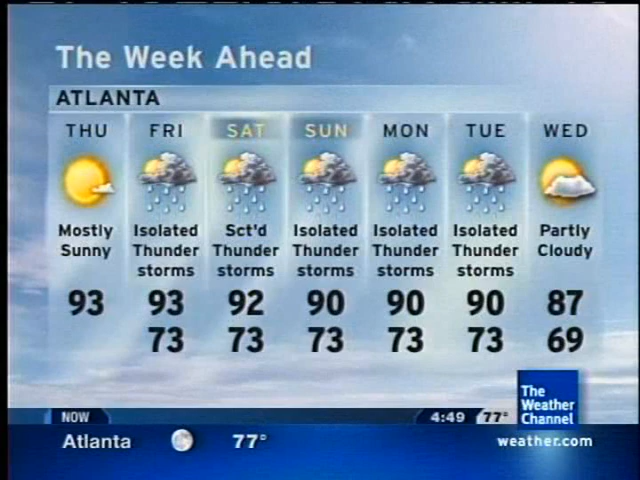 The Week Ahead
ATLANTA
THU FRI SAT SUN MON TUE WED
Mostly Sunny
Isolated Thunder storms
Sct'd Thunder storms
Isolated Thunder storms
Isolated Thunder storms
Isolated Thunder storms
Partly Cloudy
93 93 92 90 90 90 87
73 73 73 73 73 69
The
Weather
Channel
NOW 4:49 77°
Atlanta 77° weather.com